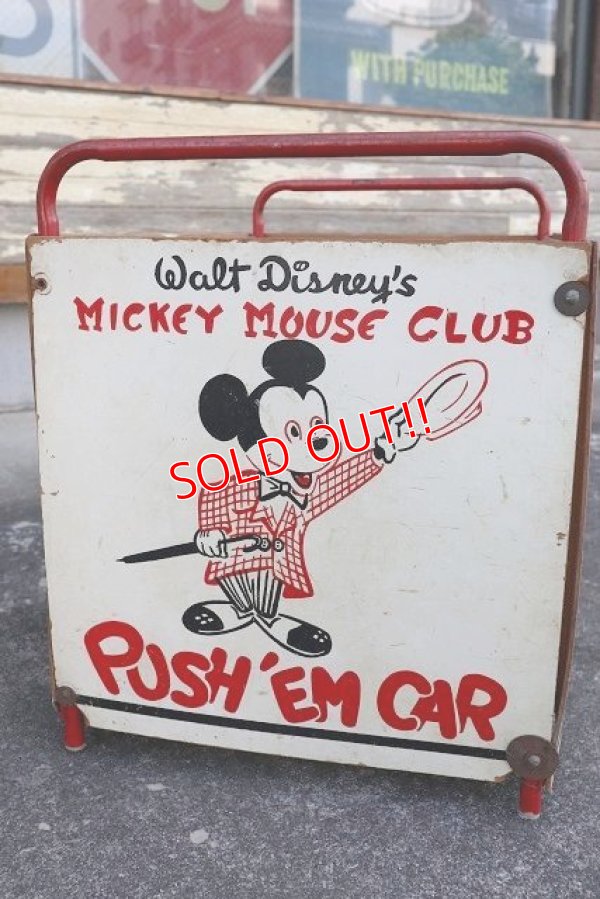 WITH PURCHASE
Walt Disney's
MICKEY MOUSE CLUB
SOLD OUT!!
PUSH 'EM CAR